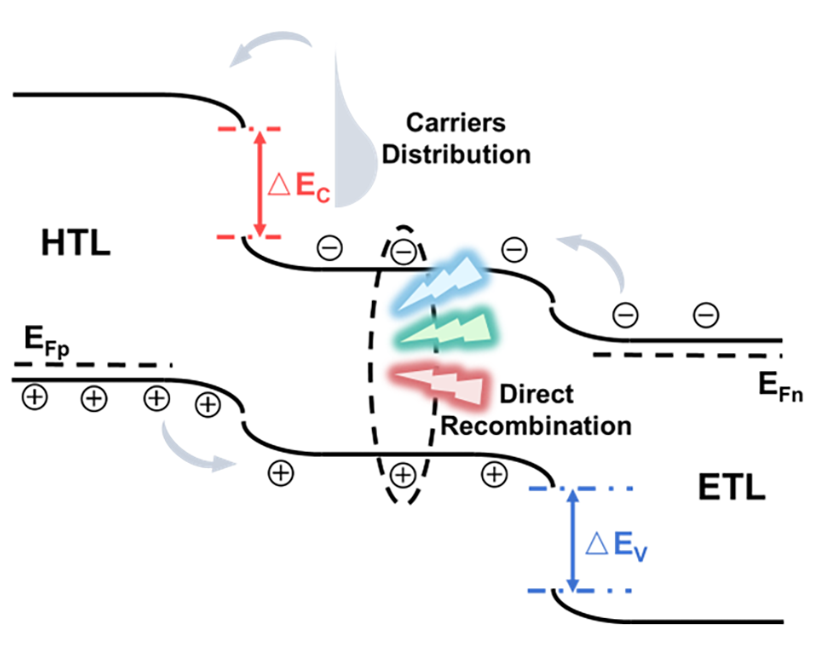 Carriers
Distribution
△ EC
HTL
EFp
Direct
Recombination
EFn
ETL
△ EV